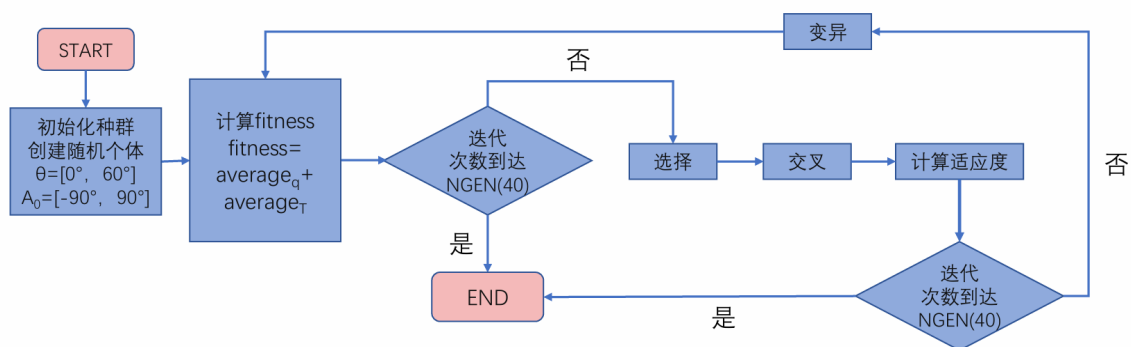 START
初始化种群
创建随机个体
θ=[0°，60°]
A₀=[-90°，90°]
计算fitness
fitness=
average_q+
average_T
迭代
次数到达
NGEN(40)
否
是
END
选择
交叉
计算适应度
迭代
次数到达
NGEN(40)
是
否
变异